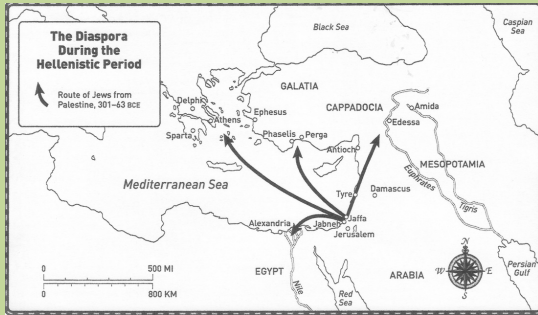 The Diaspora
During the
Hellenistic Period
Route of Jews from
Palestine, 301–63 BCE
Black Sea
Caspian
Sea
GALATIA
CAPPADOCIA
Amida
Edessa
Delphi
Athens
Ephesus
Sparta
Phaselis
Perga
Antioch
MESOPOTAMIA
Euphrates
Tigris
Mediterranean Sea
Tyre
Damascus
Alexandria
Jabneh
Jaffa
Jerusalem
EGYPT
Nile
Red
Sea
ARABIA
Persian
Gulf
N
W
E
S
0
500 MI
0
800 KM